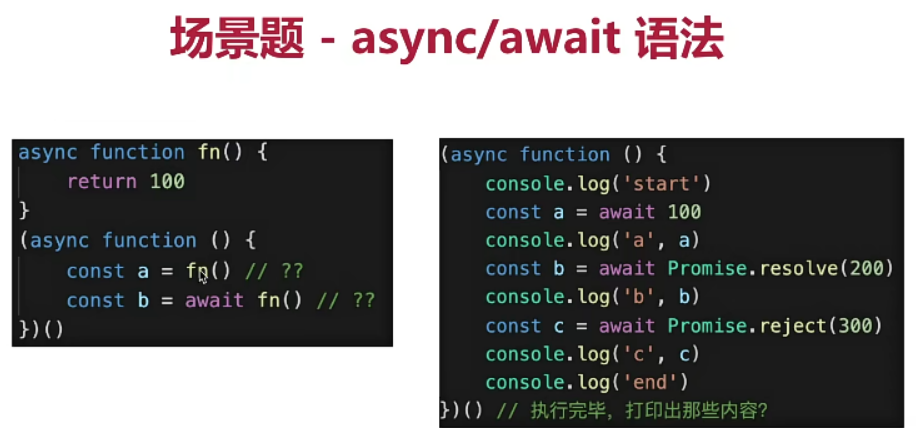 场景题 - async/await 语法
async function fn() {
    return 100
}
(async function () {
    const a = fn() // ??
    const b = await fn() // ??
})()
(async function () {
    console.log('start')
    const a = await 100
    console.log('a', a)
    const b = await Promise.resolve(200)
    console.log('b', b)
    const c = await Promise.reject(300)
    console.log('c', c)
    console.log('end')
})() // 执行完毕，打印出那些内容?